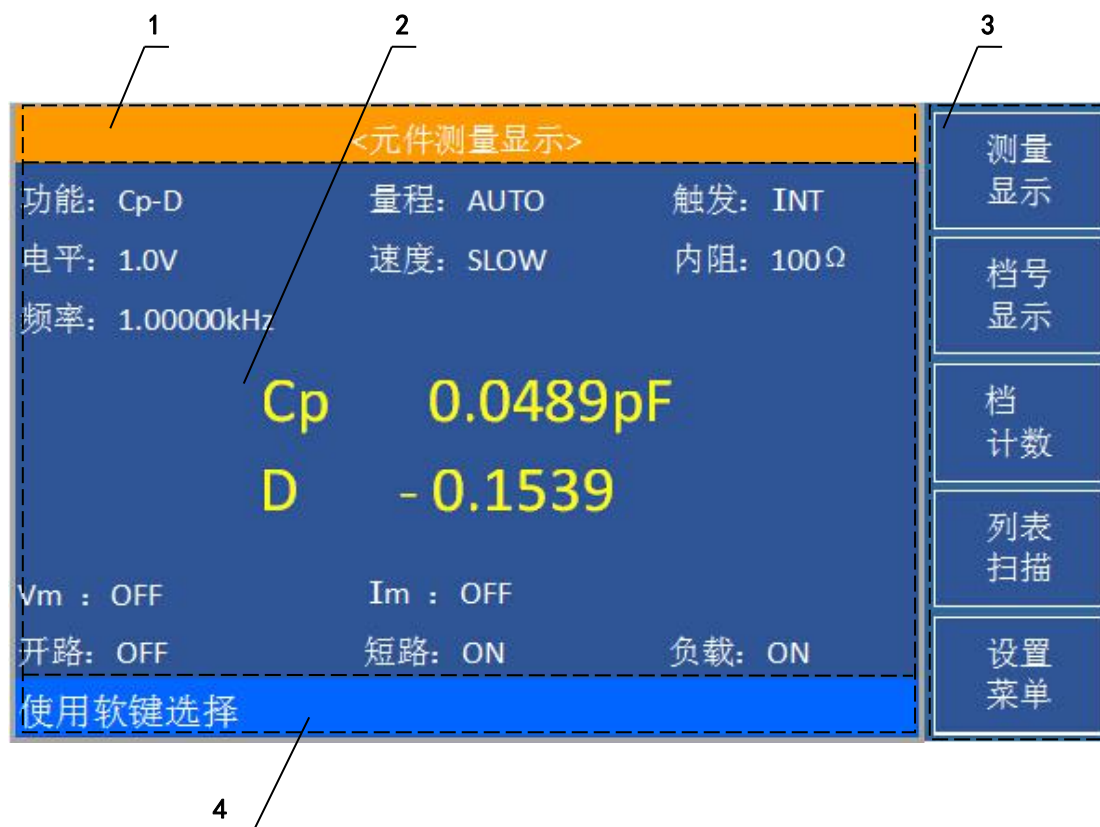 1 2 3
<元件测量显示>
功能: Cp-D 量程: AUTO 触发: INT
电平: 1.0V 速度: SLOW 内阻: 100Ω
频率: 1.00000kHz
Cp 0.0489pF
D -0.1539
Vm : OFF Im : OFF
开路: OFF 短路: ON 负载: ON
使用软键选择
测量
显示
档号
显示
档
计数
列表
扫描
设置
菜单
4